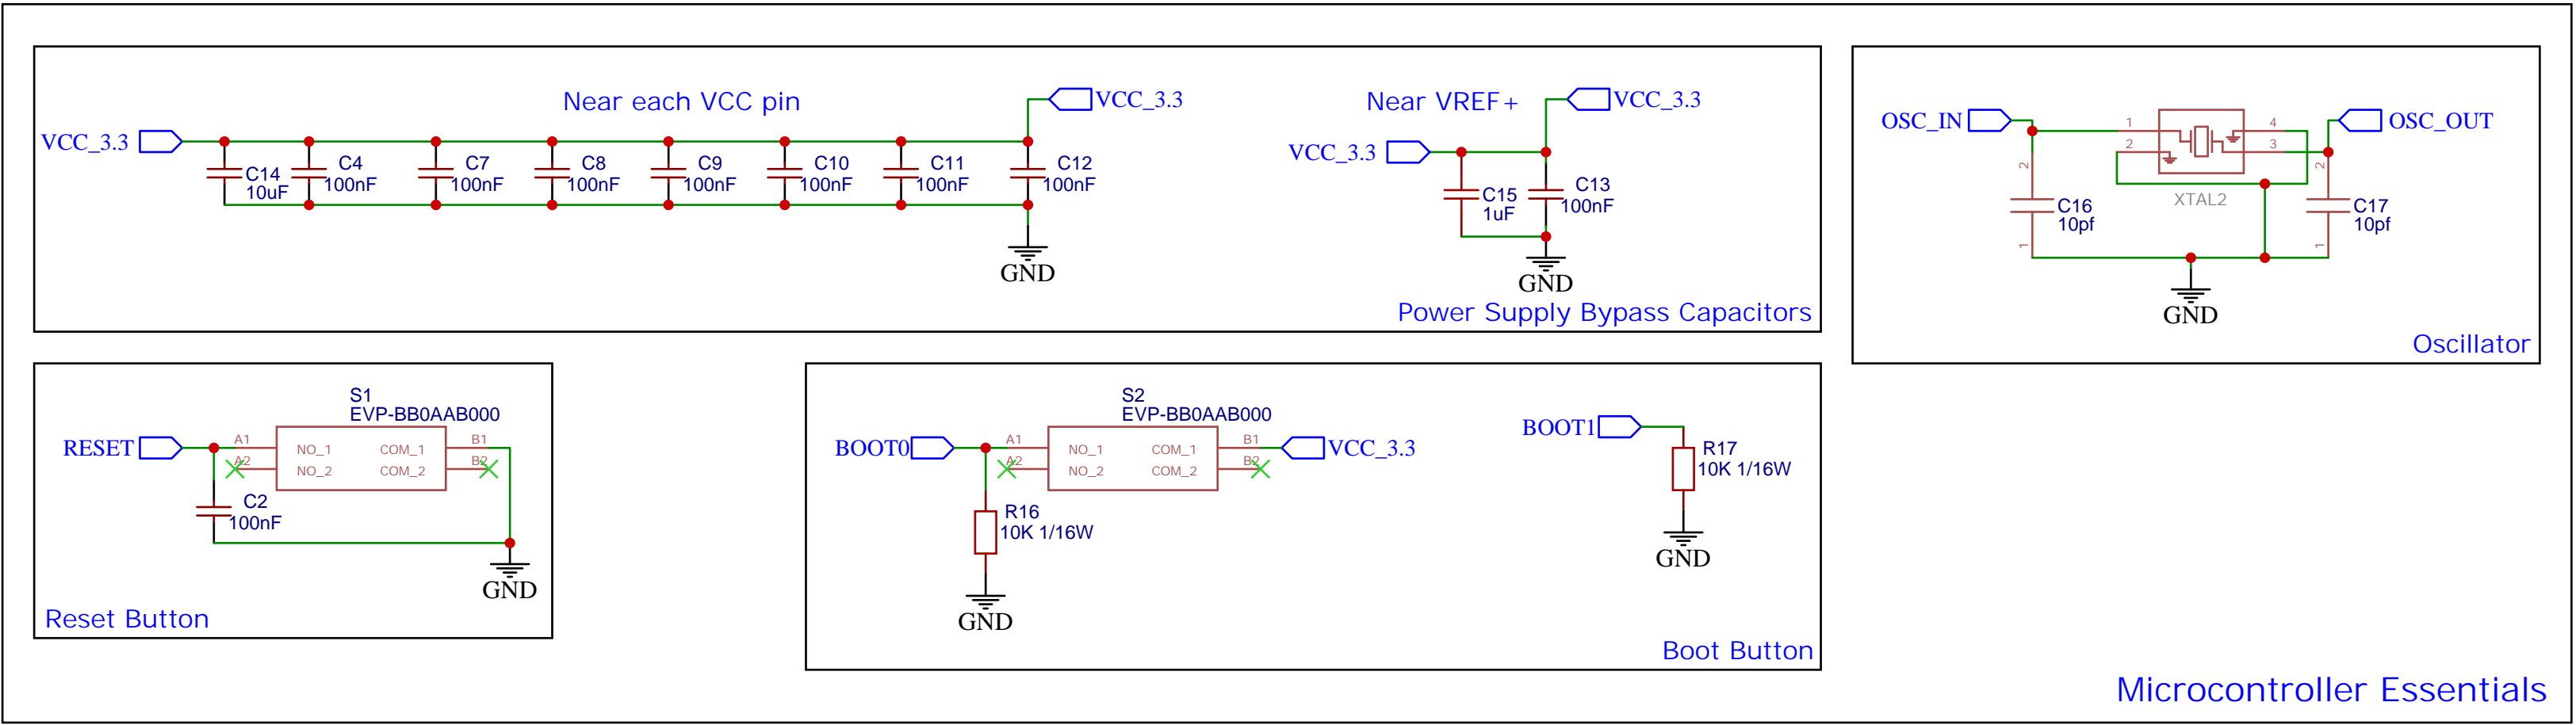 Near each VCC pin
VCC_3.3
VCC_3.3
C14
10uF
C4
100nF
C7
100nF
C8
100nF
C9
100nF
C10
100nF
C11
100nF
C12
100nF
GND
Near VREF+
VCC_3.3
VCC_3.3
C15
1uF
C13
100nF
GND
Power Supply Bypass Capacitors
OSC_IN
OSC_OUT
1
2
4
3
XTAL2
2
C16
10pf
1
2
C17
10pf
1
GND
Oscillator
S1
EVP-BB0AAB000
RESET
A1
A2
NO_1
NO_2
COM_1
COM_2
B1
B2
C2
100nF
GND
Reset Button
S2
EVP-BB0AAB000
BOOT0
A1
A2
NO_1
NO_2
COM_1
COM_2
B1
B2
VCC_3.3
R16
10K 1/16W
GND
BOOT1
R17
10K 1/16W
GND
Boot Button
Microcontroller Essentials